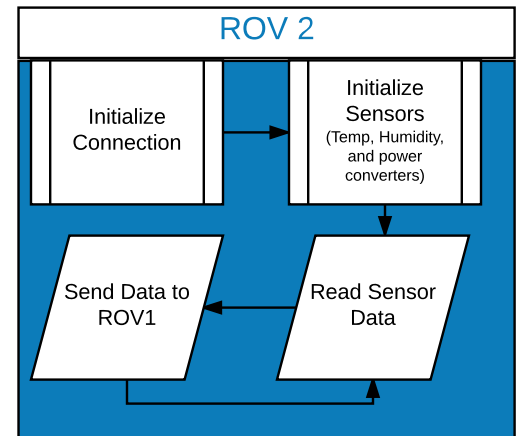 ROV 2
Initialize
Connection
Initialize
Sensors
(Temp, Humidity,
and power
converters)
Send Data to
ROV1
Read Sensor
Data